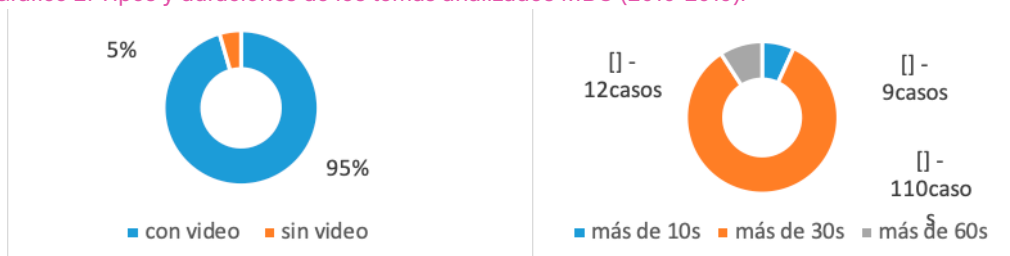 5%
95%
con video sin video
[] -
12casos
[] -
9casos
[] -
110caso
s
más de 10s más de 30s más de 60s